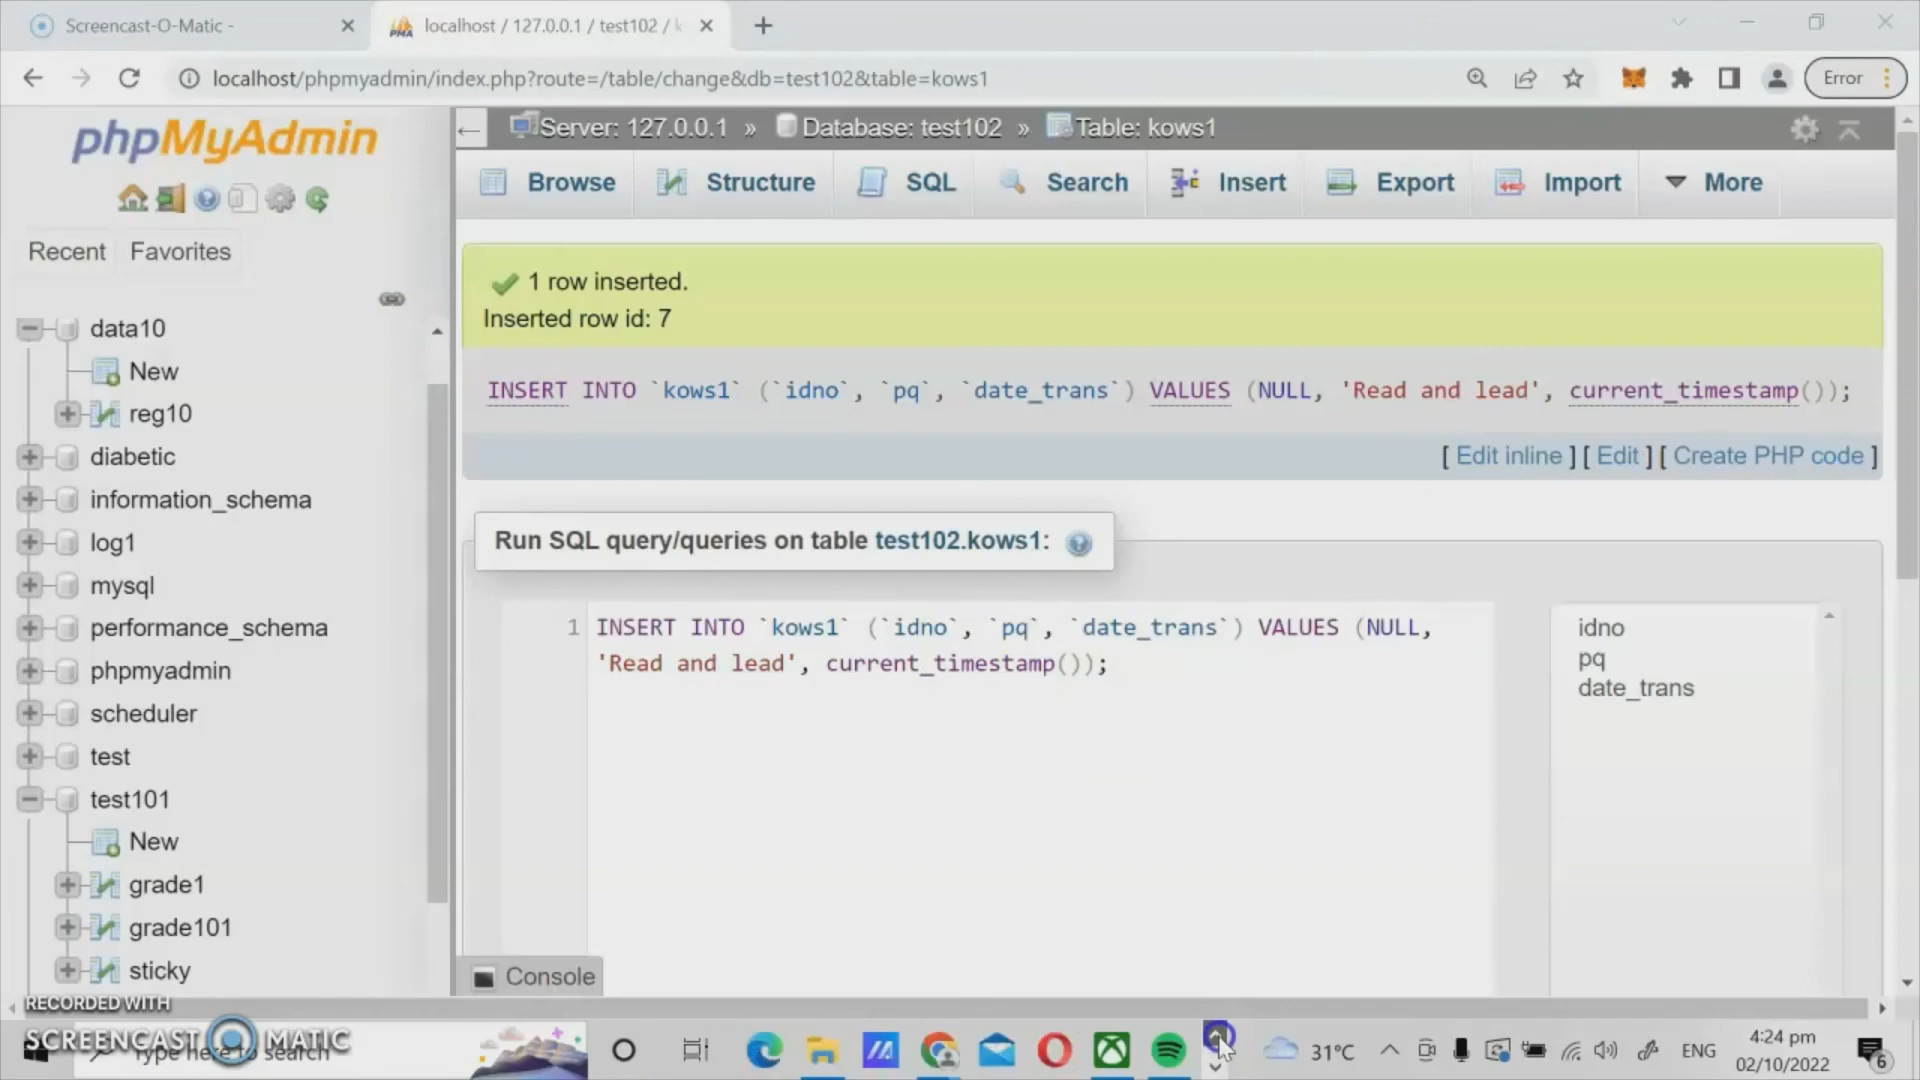 Screencast-O-Matic -
localhost / 127.0.0.1 / test102 / k
localhost/phpmyadmin/index.php?route=/table/change&db=test102&table=kows1
Error
phpMyAdmin
Recent
Favorites
data10
New
reg10
diabetic
information_schema
log1
mysql
performance_schema
phpmyadmin
scheduler
test
test101
New
grade1
grade101
sticky
Server: 127.0.0.1 » Database: test102 » Table: kows1
Browse
Structure
SQL
Search
Insert
Export
Import
More
1 row inserted.
Inserted row id: 7
INSERT INTO `kows1` (`idno`, `pq`, `date_trans`) VALUES (NULL, 'Read and lead', current_timestamp());
[ Edit inline ] [ Edit ] [ Create PHP code ]
Run SQL query/queries on table test102.kows1:
1 INSERT INTO `kows1` (`idno`, `pq`, `date_trans`) VALUES (NULL,
'Read and lead', current_timestamp());
idno
pq
date_trans
Console
RECORDED WITH
SCREENCAST MATIC
Type here to search
31°C
ENG
4:24 pm
02/10/2022
6